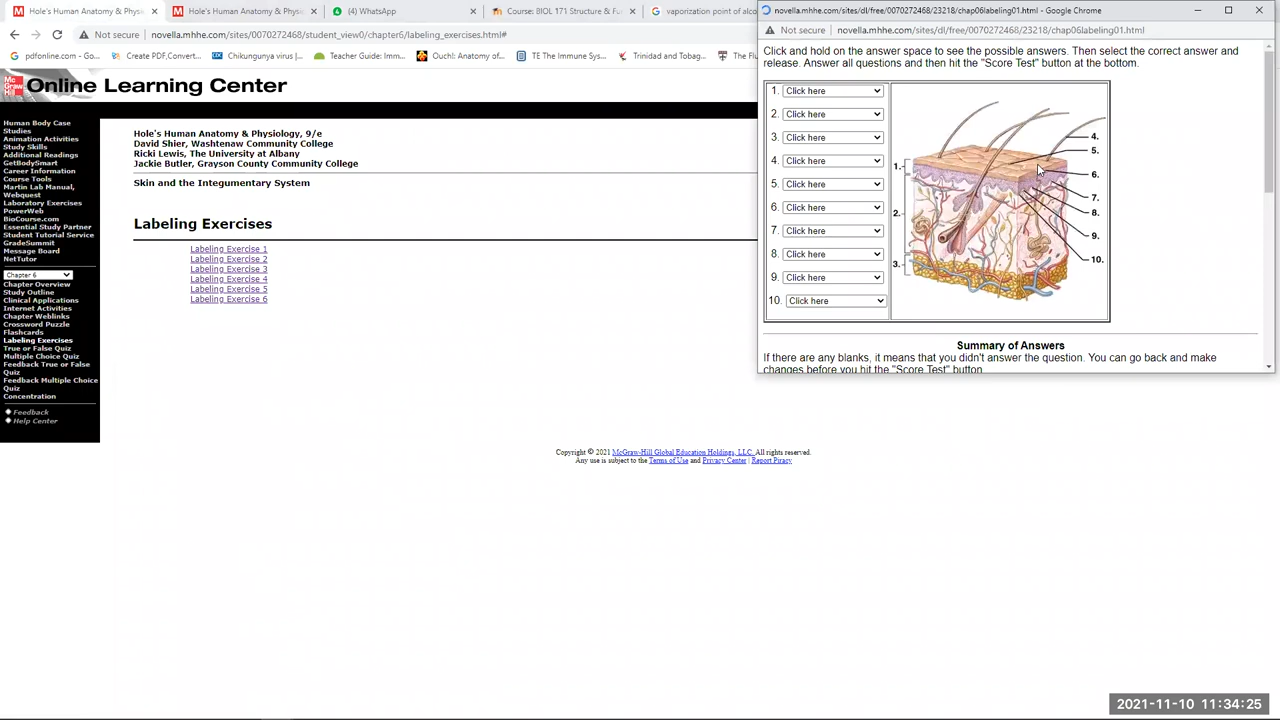 Hole's Human Anatomy & Physi
Hole's Human Anatomy & Physi
(4) WhatsApp
Course: BIOL 171 Structure & Fu
vaporization point of alco
Not secure | novella.mhhe.com/sites/0070272468/student_view0/chapter6/labeling_exercises.html#
pdfonline.com - Go...
Create PDF,Convert...
Chikungunya virus |...
Teacher Guide: Imm...
Ouch!: Anatomy of...
TE The Immune Sys...
Trinidad and Tobag...
The Flu
Mc Graw Hill
Online Learning Center
Human Body Case
Studies
Animation Activities
Study Skills
Additional Readings
GetBodySmart
Career Information
Course Tools
Martin Lab Manual,
Webquest
Laboratory Exercises
PowerWeb
BioCourse.com
Essential Study Partner
Student Tutorial Service
GradeSummit
Message Board
NetTutor
Chapter 6
Chapter Overview
Study Outline
Clinical Applications
Internet Activities
Chapter Weblinks
Crossword Puzzle
Flashcards
Labeling Exercises
True or False Quiz
Multiple Choice Quiz
Feedback True or False
Quiz
Feedback Multiple Choice
Quiz
Concentration
Feedback
Help Center
Hole's Human Anatomy & Physiology, 9/e
David Shier, Washtenaw Community College
Ricki Lewis, The University at Albany
Jackie Butler, Grayson County Community College
Skin and the Integumentary System
Labeling Exercises
Labeling Exercise 1
Labeling Exercise 2
Labeling Exercise 3
Labeling Exercise 4
Labeling Exercise 5
Labeling Exercise 6
Copyright © 2021 McGraw-Hill Global Education Holdings, LLC. All rights reserved.
Any use is subject to the Terms of Use and Privacy Center | Report Piracy
novella.mhhe.com/sites/dl/free/0070272468/23218/chap06labeling01.html - Google Chrome
Not secure | novella.mhhe.com/sites/dl/free/0070272468/23218/chap06labeling01.html
Click and hold on the answer space to see the possible answers. Then select the correct answer and
release. Answer all questions and then hit the "Score Test" button at the bottom.
1. Click here
2. Click here
3. Click here
4. Click here
5. Click here
6. Click here
7. Click here
8. Click here
9. Click here
10. Click here
1.
2.
3.
4.
5.
6.
7.
8.
9.
10.
Summary of Answers
If there are any blanks, it means that you didn't answer the question. You can go back and make
changes before you hit the "Score Test" button
2021-11-10 11:34:25